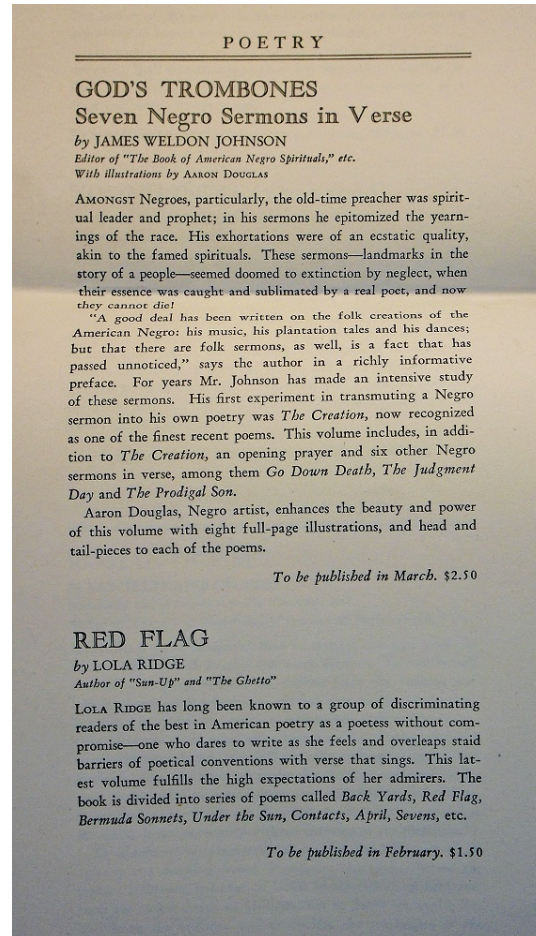 POETRY
GOD'S TROMBONES
Seven Negro Sermons in Verse
by JAMES WELDON JOHNSON
Editor of "The Book of American Negro Spirituals," etc.
With illustrations by AARON DOUGLAS
AMONGST Negroes, particularly, the old-time preacher was spirit-
ual leader and prophet; in his sermons he epitomized the yearn-
ings of the race. His exhortations were of an ecstatic quality,
akin to the famed spirituals. These sermons—landmarks in the
story of a people—seemed doomed to extinction by neglect, when
their essence was caught and sublimated by a real poet, and now
they cannot die!
"A good deal has been written on the folk creations of the
American Negro: his music, his plantation tales and his dances;
but that there are folk sermons, as well, is a fact that has
passed unnoticed," says the author in a richly informative
preface. For years Mr. Johnson has made an intensive study
of these sermons. His first experiment in transmuting a Negro
sermon into his own poetry was The Creation, now recognized
as one of the finest recent poems. This volume includes, in addi-
tion to The Creation, an opening prayer and six other Negro
sermons in verse, among them Go Down Death, The Judgment
Day and The Prodigal Son.
Aaron Douglas, Negro artist, enhances the beauty and power
of this volume with eight full-page illustrations, and head and
tail-pieces to each of the poems.
To be published in March. $2.50
RED FLAG
by LOLA RIDGE
Author of "Sun-Up" and "The Ghetto"
LOLA RIDGE has long been known to a group of discriminating
readers of the best in American poetry as a poetess without com-
promise—one who dares to write as she feels and overleaps staid
barriers of poetical conventions with verse that sings. This lat-
est volume fulfills the high expectations of her admirers. The
book is divided into series of poems called Back Yards, Red Flag,
Bermuda Sonnets, Under the Sun, Contacts, April, Sevens, etc.
To be published in February. $1.50